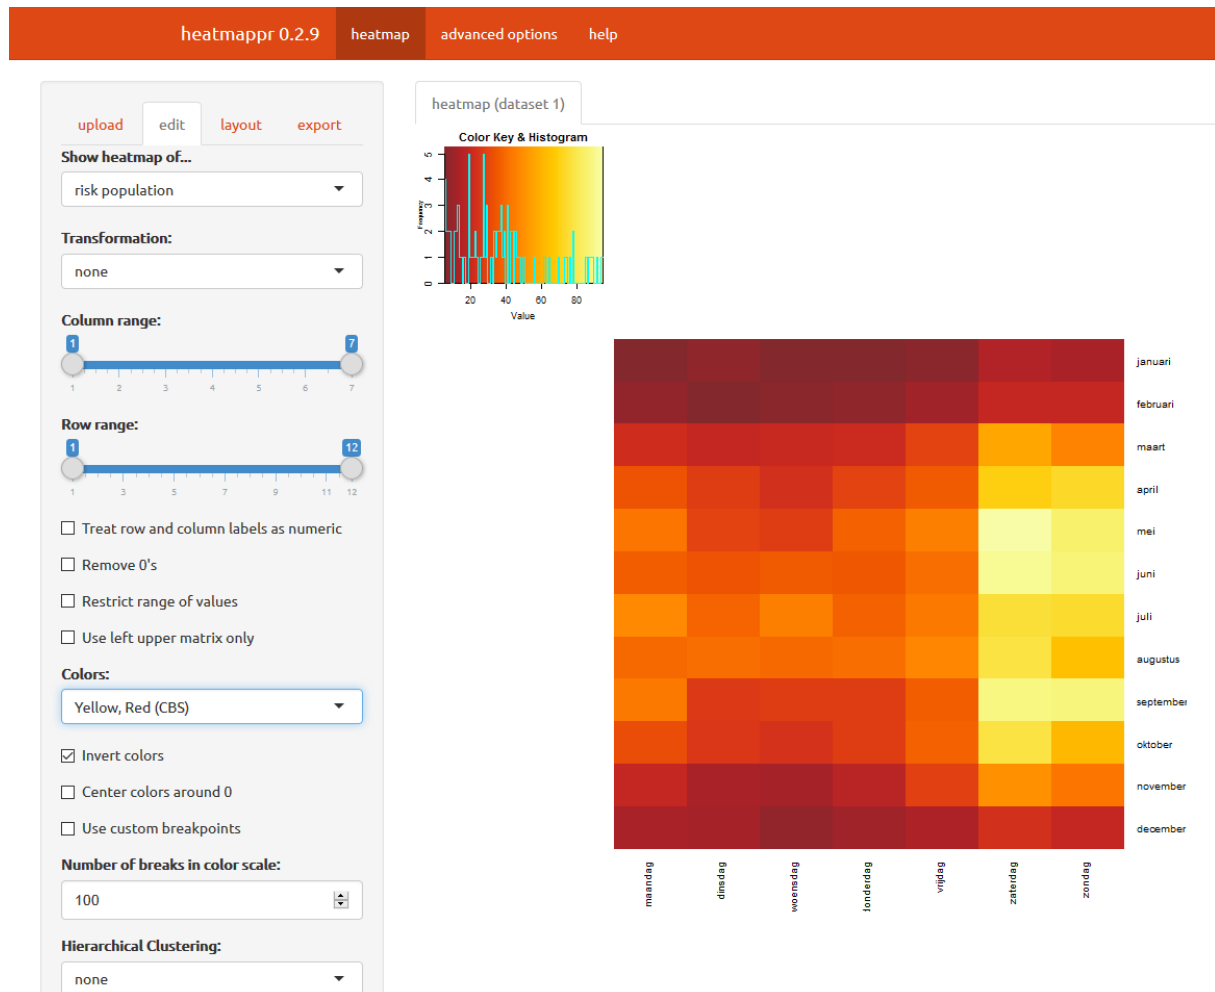 heatmappr 0.2.9 heatmap advanced options help
upload edit layout export
Show heatmap of...
risk population
Transformation:
none
Column range:
1 7
1 2 3 4 5 6 7
Row range:
1 12
1 3 5 7 9 11 12
Treat row and column labels as numeric
Remove 0's
Restrict range of values
Use left upper matrix only
Colors:
Yellow, Red (CBS)
Invert colors
Center colors around 0
Use custom breakpoints
Number of breaks in color scale:
100
Hierarchical Clustering:
none
heatmap (dataset 1)
Color Key & Histogram
Frequency
5
4
3
2
1
0
20 40 60 80
Value
januari
februari
maart
april
mei
juni
juli
augustus
september
oktober
november
december
maandag
dinsdag
woensdag
donderdag
vrijdag
zaterdag
zondag